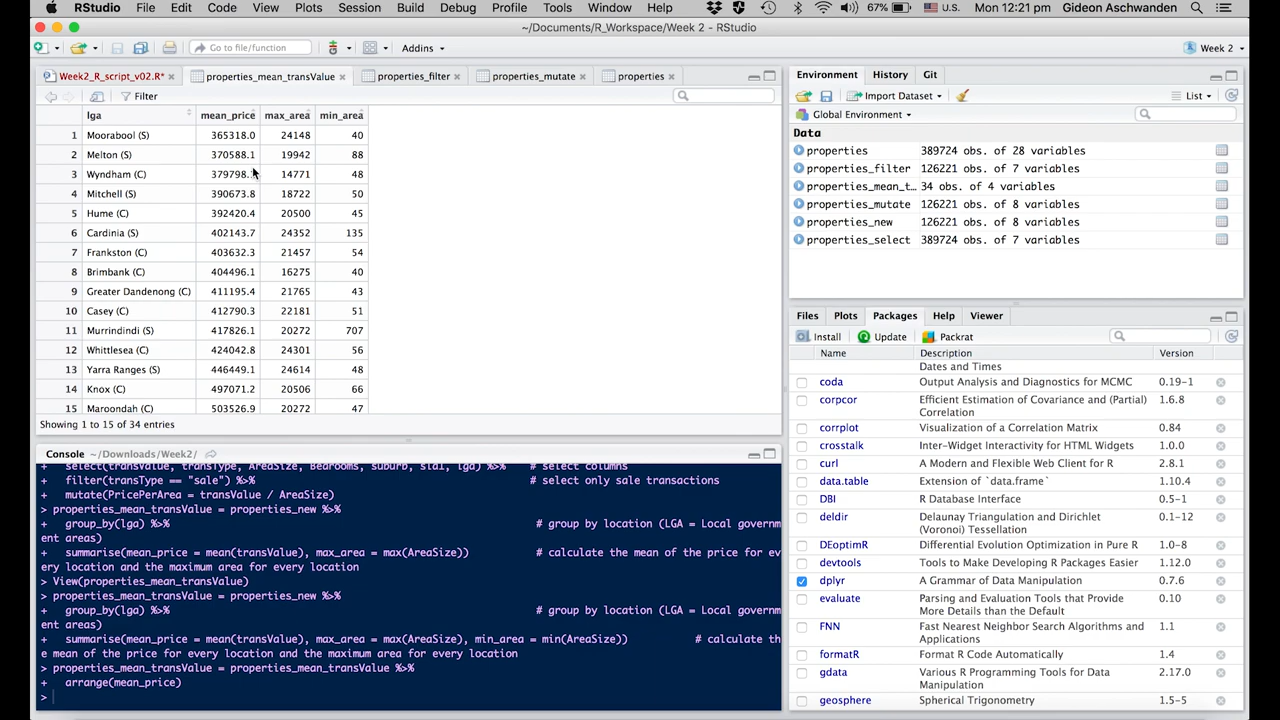 RStudio File Edit Code View Plots Session Build Debug Profile Tools Window Help 67% U.S. Mon 12:21 pm Gideon Aschwanden
~/Documents/R_Workspace/Week 2 - RStudio
Go to file/function Addins Week 2
Week2_R_script_v02.R* properties_mean_transValue properties_filter properties_mutate properties
Filter
lga mean_price max_area min_area
1 Moorabool (S) 365318.0 24148 40
2 Melton (S) 370588.1 19942 88
3 Wyndham (C) 379798. 14771 48
4 Mitchell (S) 390673.8 18722 50
5 Hume (C) 392420.4 20500 45
6 Cardinia (S) 402143.7 24352 135
7 Frankston (C) 403632.3 21457 54
8 Brimbank (C) 404496.1 16275 40
9 Greater Dandenong (C) 411195.4 21765 43
10 Casey (C) 412790.3 22181 51
11 Murrindindi (S) 417826.1 20272 707
12 Whittlesea (C) 424042.8 24301 56
13 Yarra Ranges (S) 446449.1 24614 48
14 Knox (C) 497071.2 20506 66
15 Maroondah (C) 503526.9 20272 47
Showing 1 to 15 of 34 entries
Console ~/Downloads/Week2/
+ select(transValue, transType, AreaSize, Bedrooms, suburb, sla1, lga) %>% # select columns
+ filter(transType == "sale") %>% # select only sale transactions
+ mutate(PricePerArea = transValue / AreaSize)
> properties_mean_transValue = properties_new %>%
+ group_by(lga) %>% # group by location (LGA = Local governm
ent areas)
+ summarise(mean_price = mean(transValue), max_area = max(AreaSize)) # calculate the mean of the price for ev
ery location and the maximum area for every location
> View(properties_mean_transValue)
> properties_mean_transValue = properties_new %>%
+ group_by(lga) %>% # group by location (LGA = Local governm
ent areas)
+ summarise(mean_price = mean(transValue), max_area = max(AreaSize), min_area = min(AreaSize)) # calculate th
e mean of the price for every location and the maximum area for every location
> properties_mean_transValue = properties_mean_transValue %>%
+ arrange(mean_price)
>
Environment History Git
Import Dataset List
Global Environment
Data
properties 389724 obs. of 28 variables
properties_filter 126221 obs. of 7 variables
properties_mean_t… 34 obs. of 4 variables
properties_mutate 126221 obs. of 8 variables
properties_new 126221 obs. of 8 variables
properties_select 389724 obs. of 7 variables
Files Plots Packages Help Viewer
Install Update Packrat
Name Description Version
Dates and Times
coda Output Analysis and Diagnostics for MCMC 0.19-1
corpcor Efficient Estimation of Covariance and (Partial) 1.6.8
Correlation
corrplot Visualization of a Correlation Matrix 0.84
crosstalk Inter-Widget Interactivity for HTML Widgets 1.0.0
curl A Modern and Flexible Web Client for R 2.8.1
data.table Extension of `data.frame` 1.10.4
DBI R Database Interface 0.5-1
deldir Delaunay Triangulation and Dirichlet 0.1-12
(Voronoi) Tessellation
DEoptimR Differential Evolution Optimization in Pure R 1.0-8
devtools Tools to Make Developing R Packages Easier 1.12.0
dplyr A Grammar of Data Manipulation 0.7.6
evaluate Parsing and Evaluation Tools that Provide 0.10
More Details than the Default
FNN Fast Nearest Neighbor Search Algorithms and 1.1
Applications
formatR Format R Code Automatically 1.4
gdata Various R Programming Tools for Data 2.17.0
Manipulation
geosphere Spherical Trigonometry 1.5-5